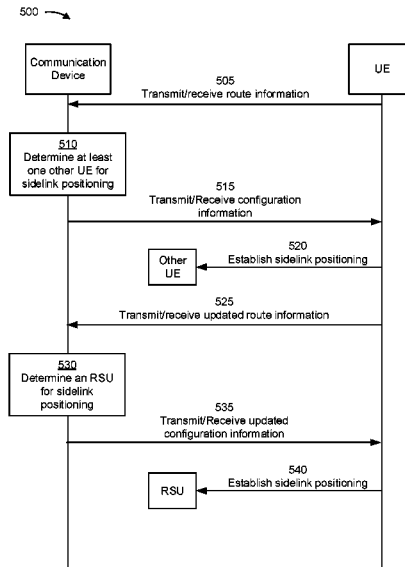 500
Communication
Device
UE
505
Transmit/receive route information
510
Determine at least
one other UE for
sidelink positioning
515
Transmit/Receive configuration
information
520
Establish sidelink positioning
Other
UE
525
Transmit/receive updated route information
530
Determine an RSU
for sidelink
positioning
535
Transmit/Receive updated
configuration information
540
Establish sidelink positioning
RSU